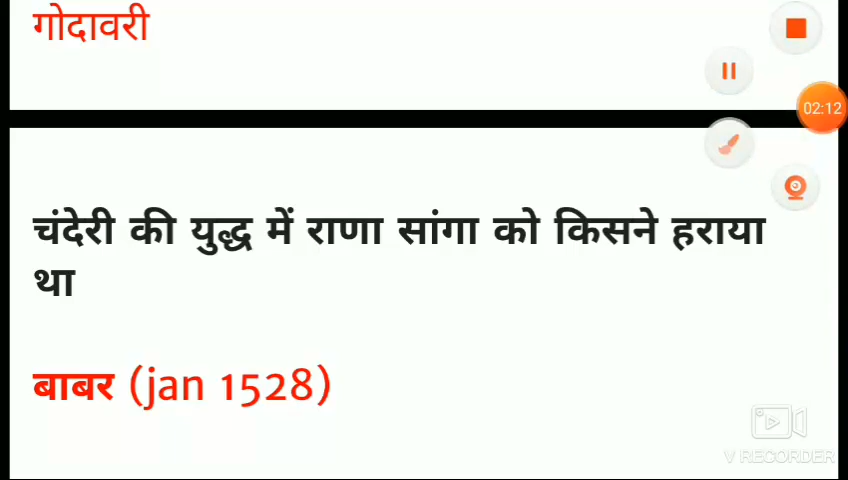 गोदावरी
02:12
चंदेरी की युद्ध में राणा सांगा को किसने हराया
था
बाबर (jan 1528)
V RECORDER